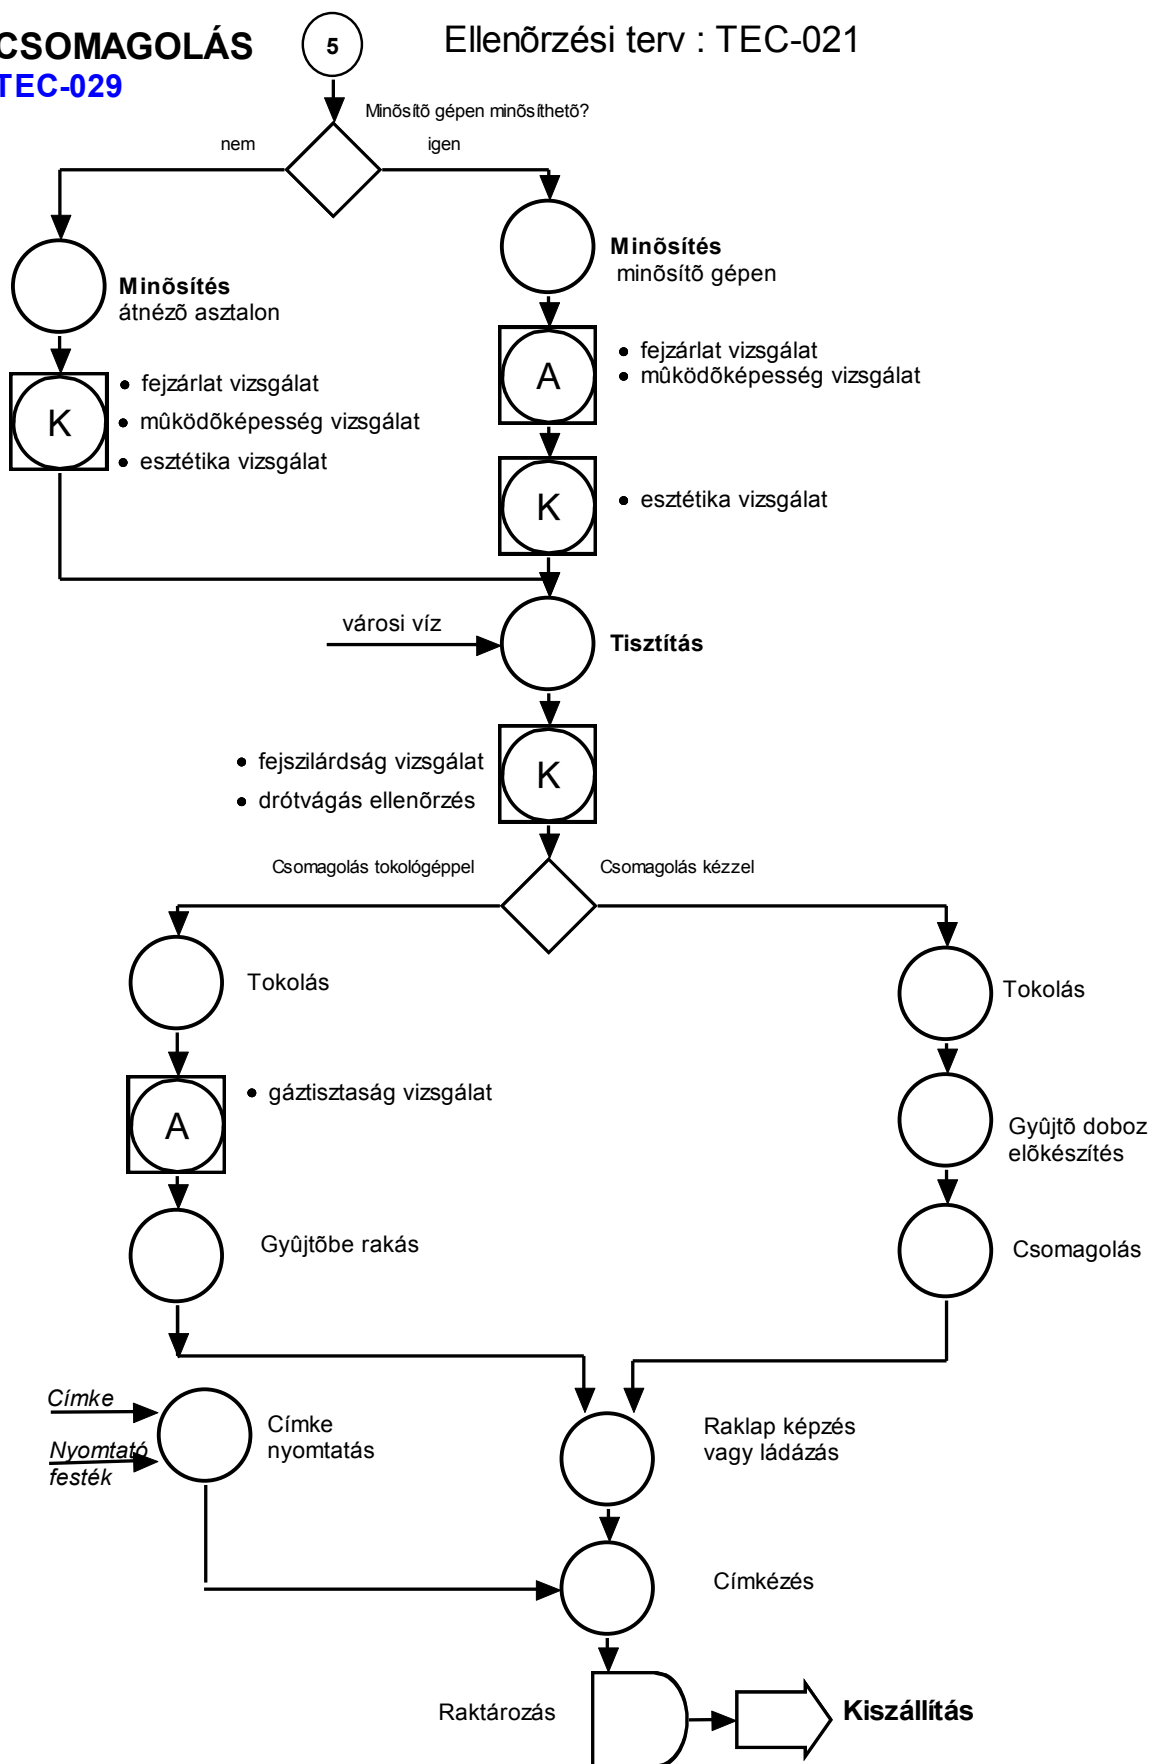 CSOMAGOLÁS
TEC-029
5
Ellenõrzési terv : TEC-021
Minõsítõ gépen minõsíthetõ?
nem
igen
Minõsítés
átnézõ asztalon
Minõsítés
minõsítõ gépen
K
• fejzárlat vizsgálat
• mûködõképesség vizsgálat
• esztétika vizsgálat
A
• fejzárlat vizsgálat
• mûködõképesség vizsgálat
K
• esztétika vizsgálat
városi víz
Tisztítás
• fejszilárdság vizsgálat
• drótvágás ellenõrzés
K
Csomagolás tokológéppel
Csomagolás kézzel
Tokolás
Tokolás
A
• gáztisztaság vizsgálat
Gyûjtõ doboz
elõkészítés
Gyûjtõbe rakás
Csomagolás
Címke
Nyomtató
festék
Címke
nyomtatás
Raklap képzés
vagy ládázás
Címkézés
Raktározás
Kiszállítás